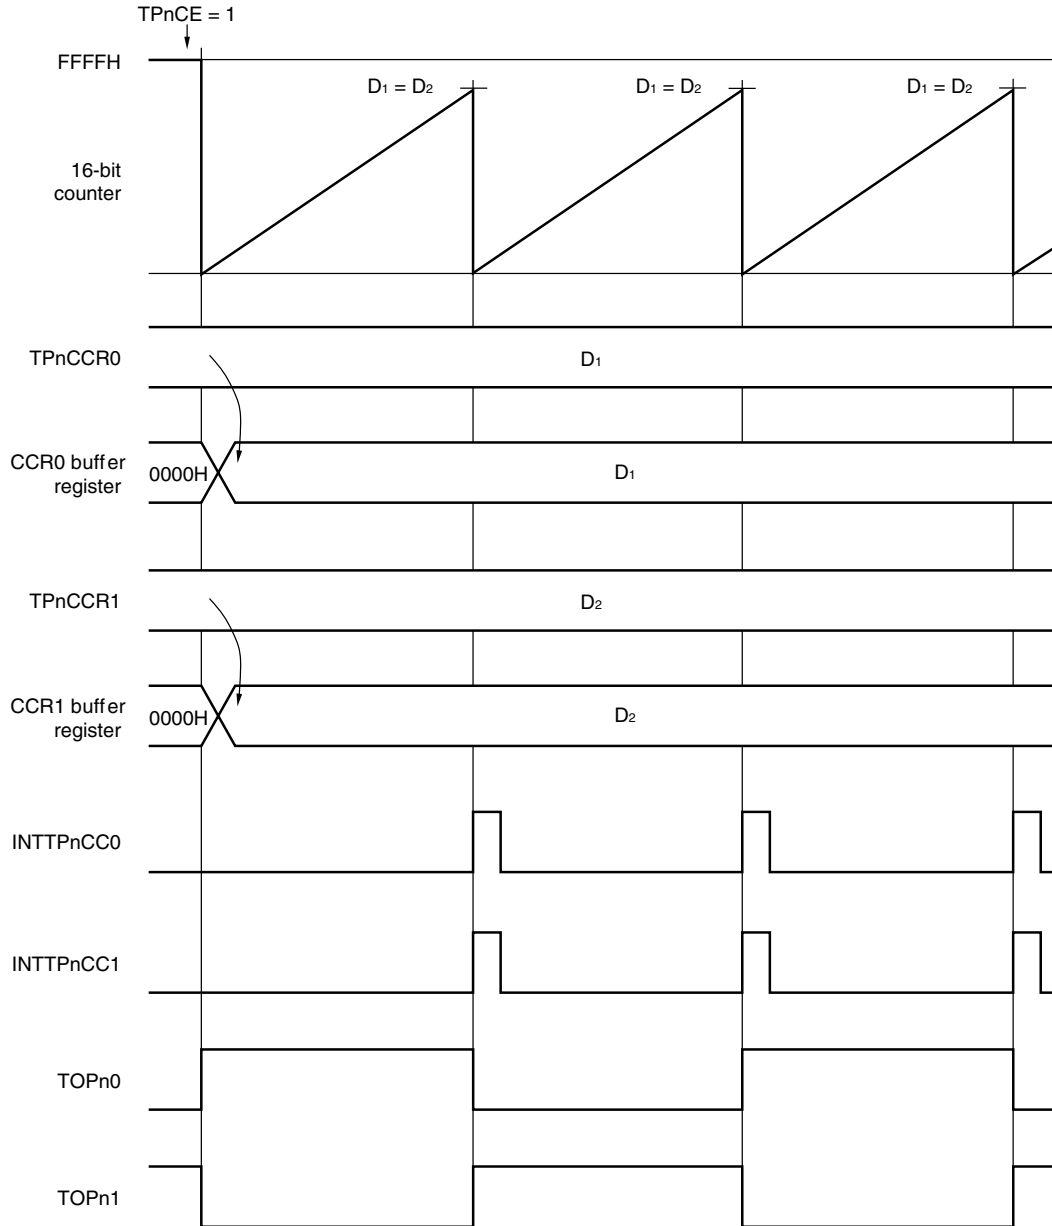 TPnCE = 1
FFFFH
D₁ = D₂ D₁ = D₂ D₁ = D₂
16-bit
counter
TPnCCR0 D₁
CCR0 buffer
register
0000H D₁
TPnCCR1 D₂
CCR1 buffer
register
0000H D₂
INTTPnCC0
INTTPnCC1
TOPn0
TOPn1